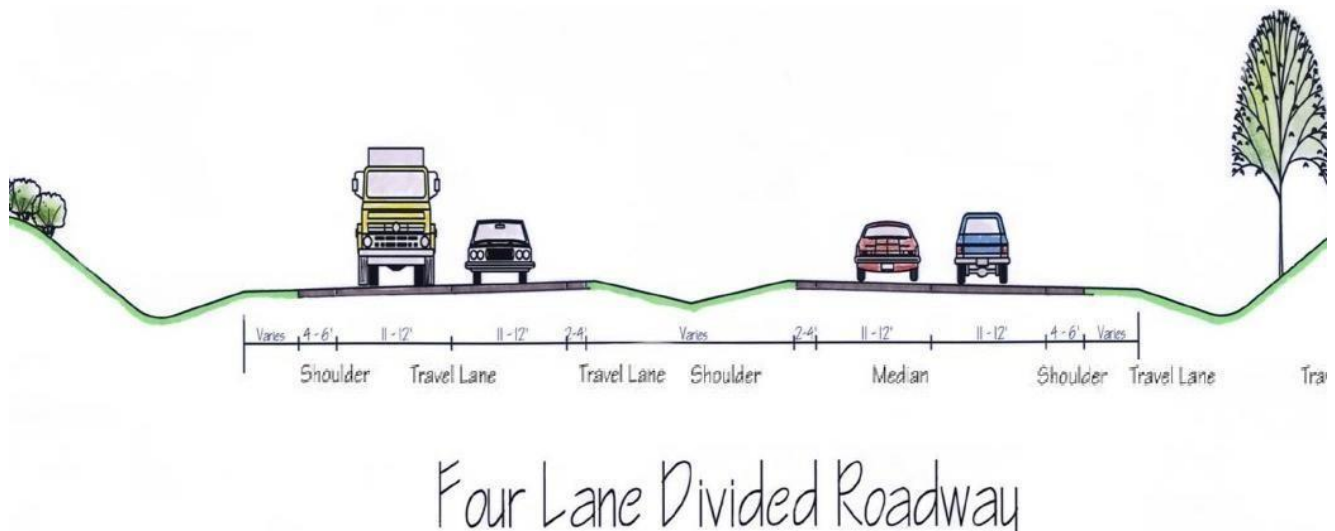 Varies 4 - 6' 11 - 12' 11 - 12' 2-4' Varies 2-4' 11 - 12' 11 - 12' 4 - 6' Varies
Shoulder Travel Lane Travel Lane Shoulder Median Shoulder Travel Lane Tra
Four Lane Divided Roadway